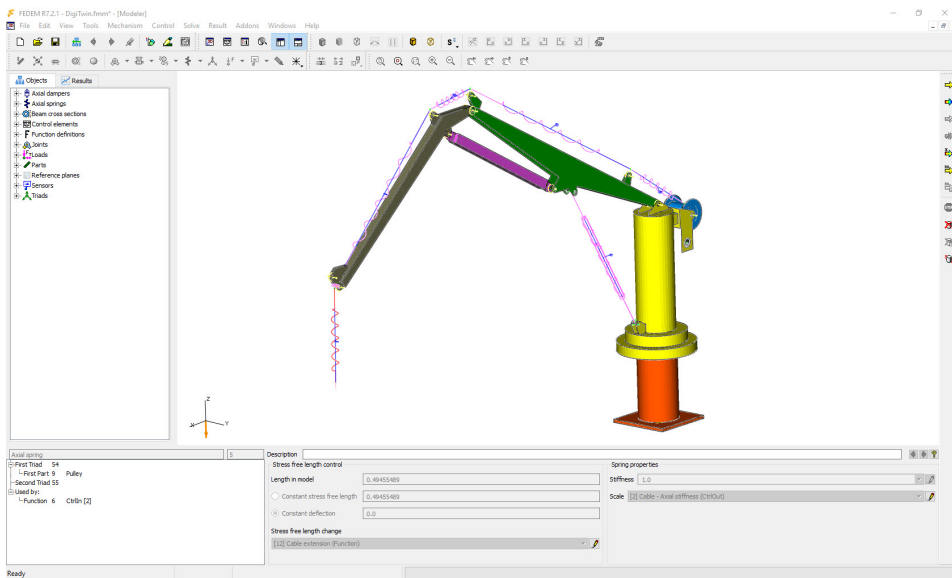 FEDEM R7.2.1 - DigiTwin.fmm* - [Modeler]
File Edit View Tools Mechanism Control Solve Result Addons Windows Help
Objects Results
Axial dampers
Axial springs
Beam cross sections
Control elements
Function definitions
Joints
Loads
Parts
Reference planes
Sensors
Triads
Z
X
Y
Axial spring 5 Description
First Triad 54
First Part 9 Pulley
Second Triad 55
Used by:
Function 6 CtrlIn [2]
Stress free length control
Length in model 0.49455489
Constant stress free length 0.49455489
Constant deflection 0.0
Stress free length change
[12] Cable extension (Function)
Spring properties
Stiffness 1.0
Scale [2] Cable - Axial stiffness (CtrlOut)
Ready